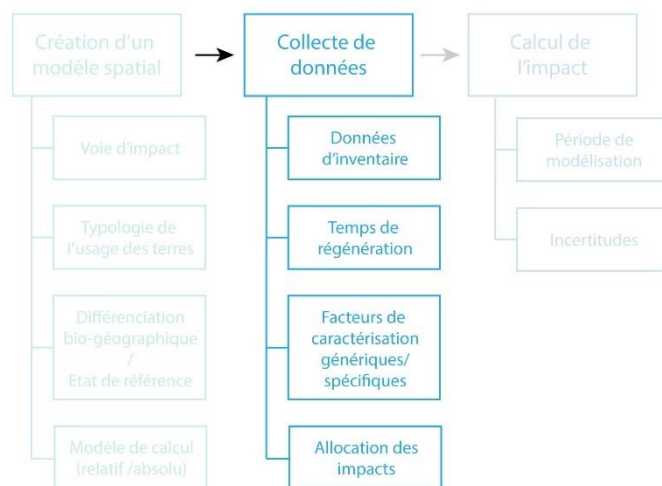 Création d'un
modèle spatial
Voie d'impact
Typologie de
l'usage des terres
Différenciation
bio-géographique
/
Etat de référence
Modèle de calcul
(relatif /absolu)
Collecte de
données
Données
d'inventaire
Temps de
régénération
Facteurs de
caractérisation
génériques/
spécifiques
Allocation des
impacts
Calcul de
l'impact
Période de
modélisation
Incertitudes